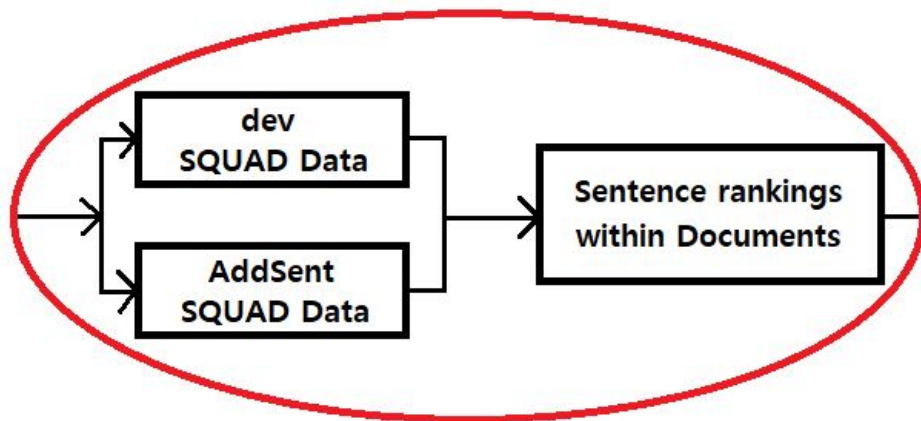 dev
SQUAD Data
AddSent
SQUAD Data
Sentence rankings
within Documents